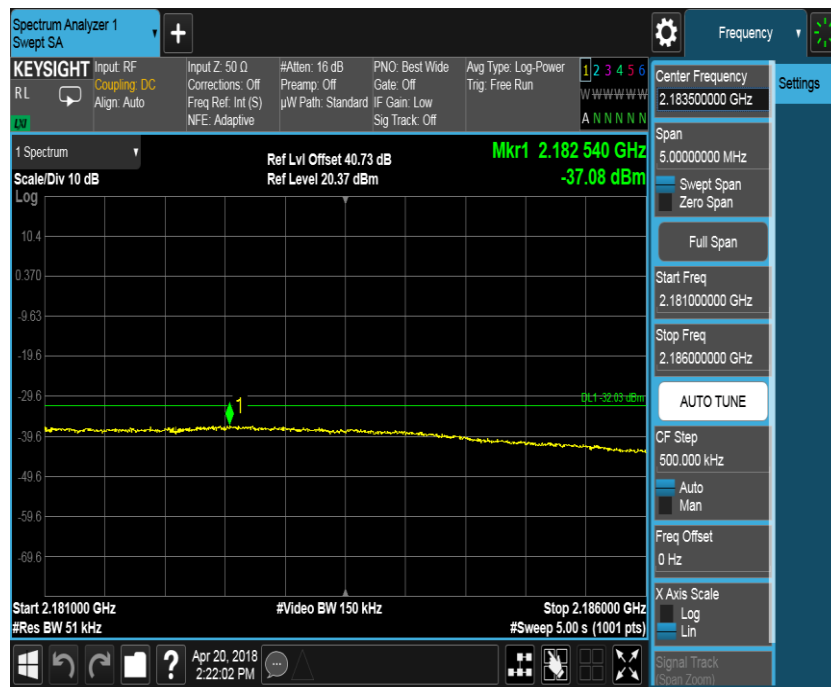 Spectrum Analyzer 1
Swept SA
+
Frequency
KEYSIGHT
RL
LXI
Input: RF
Coupling: DC
Align: Auto
Input Z: 50 Ω
Corrections: Off
Freq Ref: Int (S)
NFE: Adaptive
#Atten: 16 dB
Preamp: Off
µW Path: Standard
PNO: Best Wide
Gate: Off
IF Gain: Low
Sig Track: Off
Avg Type: Log-Power
Trig: Free Run
1 2 3 4 5 6
W W W W W W
A N N N N N
1 Spectrum
Scale/Div 10 dB
Log
Ref Lvl Offset 40.73 dB
Ref Level 20.37 dBm
Mkr1 2.182 540 GHz
-37.08 dBm
10.4
0.370
-9.63
-19.6
-29.6
-39.6
-49.6
-59.6
-69.6
1
DL1 -32.03 dBm
Start 2.181000 GHz
#Res BW 51 kHz
#Video BW 150 kHz
Stop 2.186000 GHz
#Sweep 5.00 s (1001 pts)
Center Frequency
2.183500000 GHz
Span
5.00000000 MHz
Swept Span
Zero Span
Full Span
Start Freq
2.181000000 GHz
Stop Freq
2.186000000 GHz
AUTO TUNE
CF Step
500.000 kHz
Auto
Man
Freq Offset
0 Hz
X Axis Scale
Log
Lin
Signal Track
(Span Zoom)
Settings
?
Apr 20, 2018
2:22:02 PM